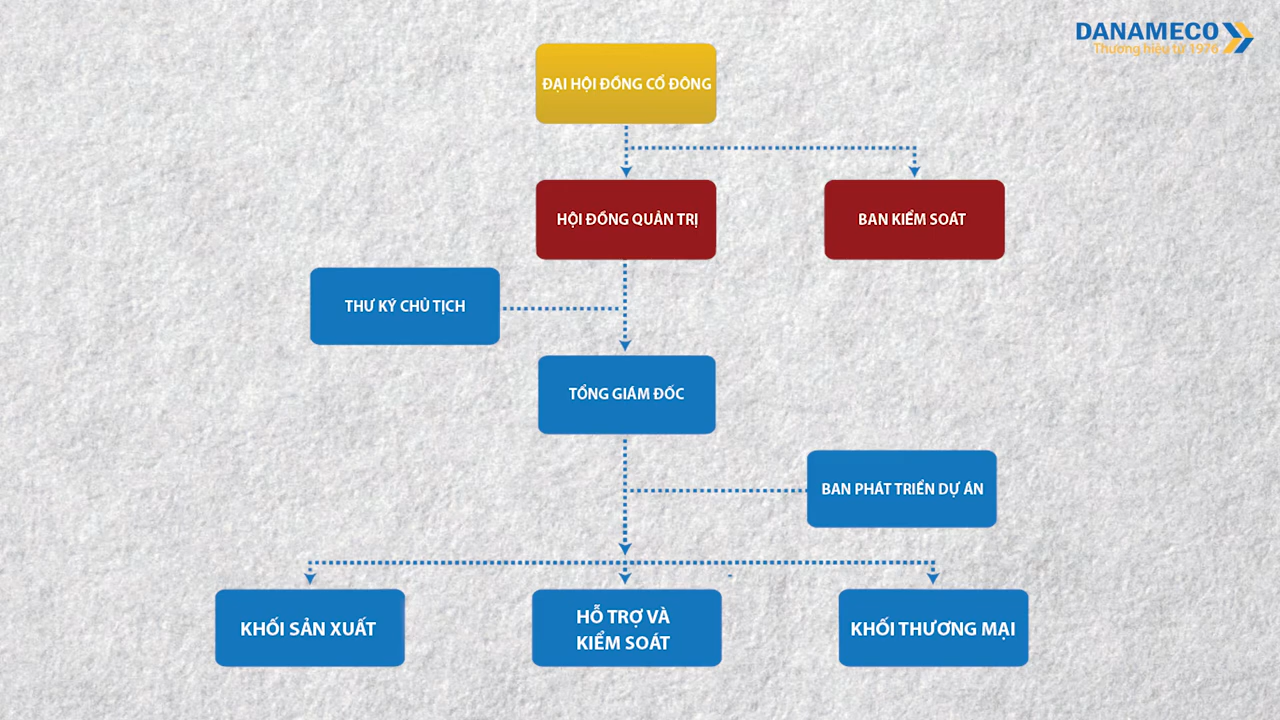 DANAMECO
Thương hiệu từ 1976
ĐẠI HỘI ĐỒNG CỔ ĐÔNG
HỘI ĐỒNG QUẢN TRỊ
BAN KIỂM SOÁT
THƯ KÝ CHỦ TỊCH
TỔNG GIÁM ĐỐC
BAN PHÁT TRIỂN DỰ ÁN
KHỐI SẢN XUẤT
HỖ TRỢ VÀ
KIỂM SOÁT
KHỐI THƯƠNG MẠI